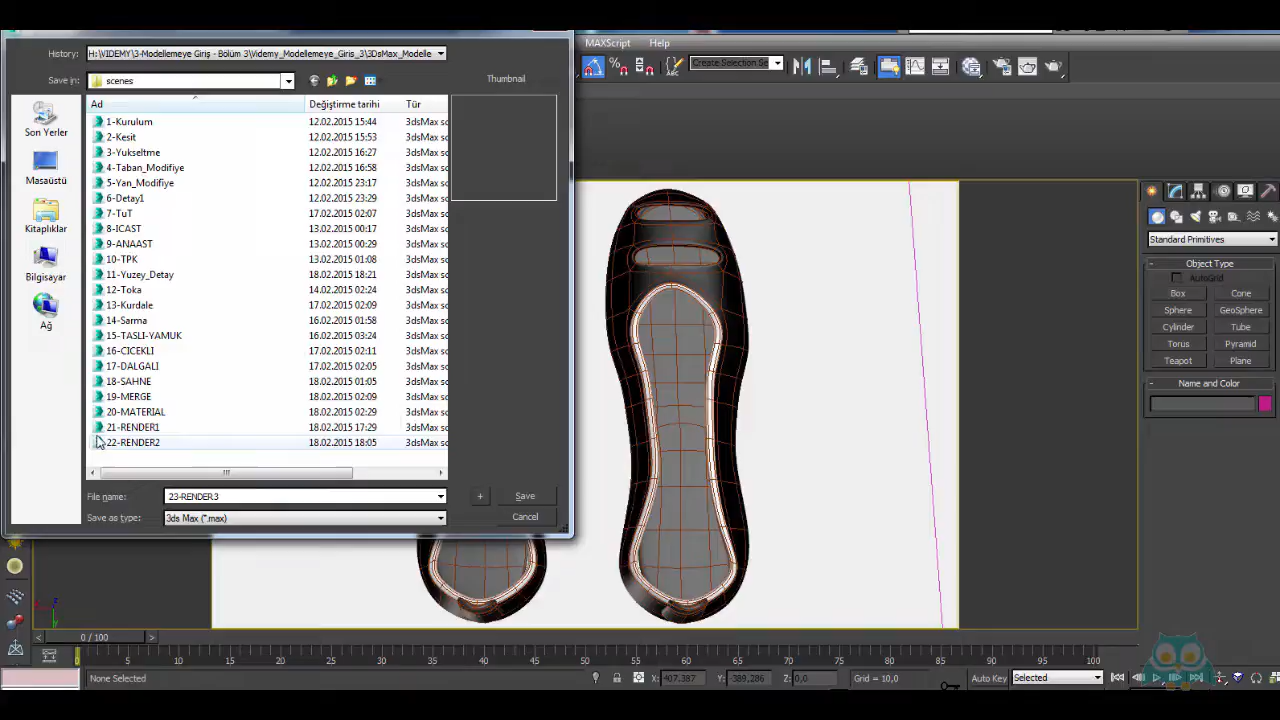 MAXScript Help
History: H:\VIDEMY\3-Modellemeye Giriş - Bölüm 3\Videmy_Modellemeye_Giris_3\3DsMax_Modelle
Save in: scenes
Create Selection Se
Thumbnail
Ad Değiştirme tarihi Tür
1-Kurulum 12.02.2015 15:44 3dsMax sc
2-Kesit 12.02.2015 15:53 3dsMax sc
3-Yukseltme 12.02.2015 16:27 3dsMax sc
4-Taban_Modifiye 12.02.2015 16:58 3dsMax sc
5-Yan_Modifiye 12.02.2015 23:17 3dsMax sc
6-Detay1 12.02.2015 23:29 3dsMax sc
7-TuT 17.02.2015 02:07 3dsMax sc
8-ICAST 13.02.2015 00:17 3dsMax sc
9-ANAAST 13.02.2015 00:29 3dsMax sc
10-TPK 13.02.2015 01:08 3dsMax sc
11-Yuzey_Detay 18.02.2015 18:21 3dsMax sc
12-Toka 14.02.2015 02:24 3dsMax sc
13-Kurdale 17.02.2015 02:09 3dsMax sc
14-Sarma 16.02.2015 01:58 3dsMax sc
15-TASLI-YAMUK 16.02.2015 03:24 3dsMax sc
16-CICEKLI 17.02.2015 02:11 3dsMax sc
17-DALGALI 17.02.2015 02:05 3dsMax sc
18-SAHNE 18.02.2015 01:05 3dsMax sc
19-MERGE 18.02.2015 02:09 3dsMax sc
20-MATERIAL 18.02.2015 02:29 3dsMax sc
21-RENDER1 18.02.2015 17:29 3dsMax sc
22-RENDER2 18.02.2015 18:05 3dsMax sc
Son Yerler
Masaüstü
Kitaplıklar
Bilgisayar
Ağ
File name: 23-RENDER3 + Save
Save as type: 3ds Max (*.max) Cancel
Standard Primitives
- Object Type
AutoGrid
Box Cone
Sphere GeoSphere
Cylinder Tube
Torus Pyramid
Teapot Plane
- Name and Color
z
y
< 0 / 100 >
0 5 10 15 20 25 30 35 40 45 50 55 60 65 70 75 80 85 90 95 100
None Selected X: 407,387 Y: -389,286 Z: 0,0 Grid = 10,0 Auto Key Selected